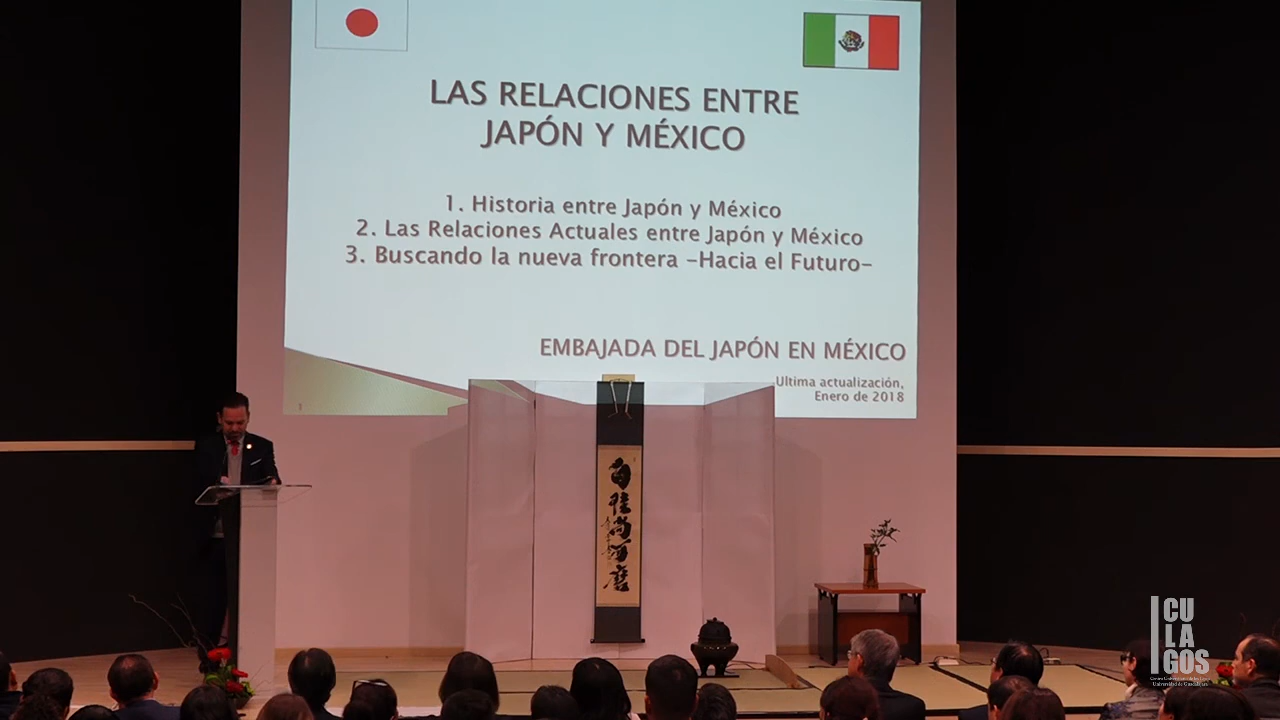 LAS RELACIONES ENTRE
JAPÓN Y MÉXICO
1. Historia entre Japón y México
2. Las Relaciones Actuales entre Japón y México
3. Buscando la nueva frontera -Hacia el Futuro-
EMBAJADA DEL JAPÓN EN MÉXICO
Ultima actualización,
Enero de 2018
CU
LA
GOS